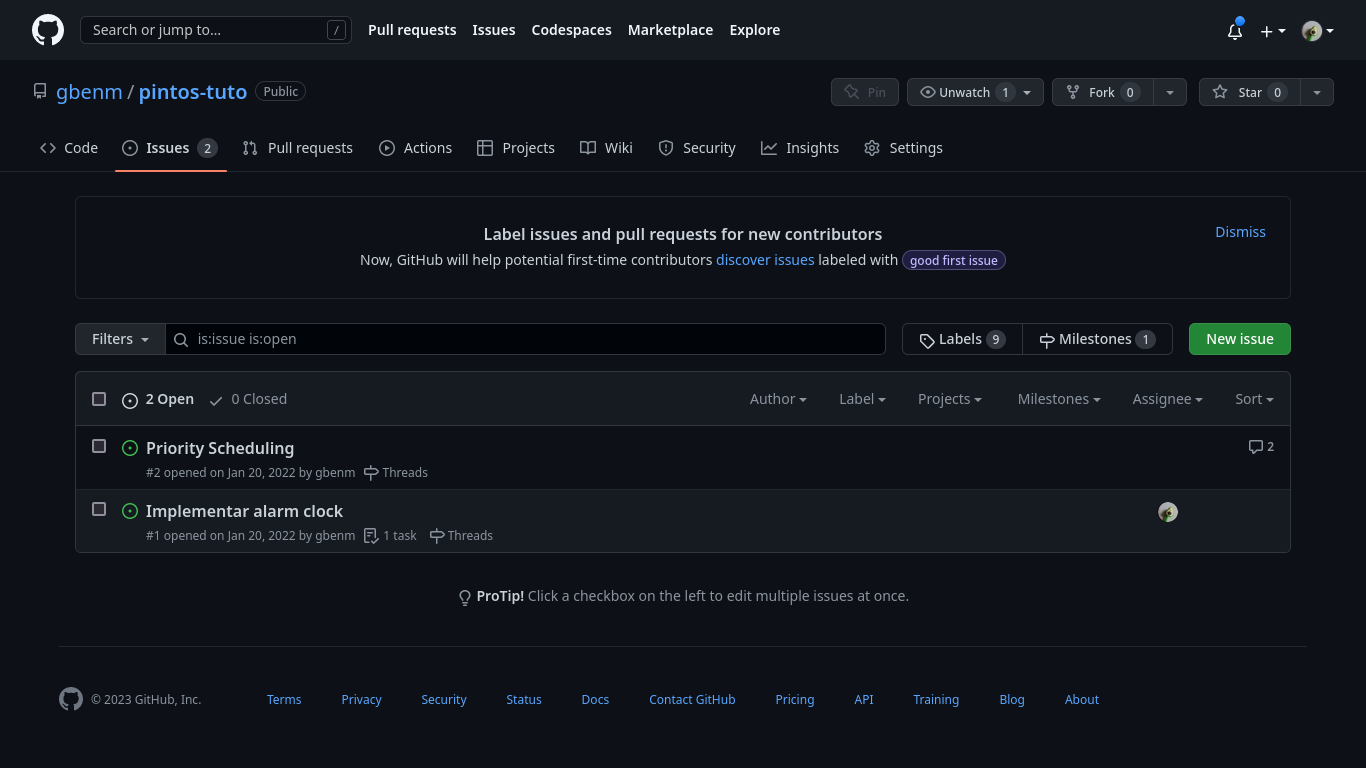 Search or jump to... / Pull requests Issues Codespaces Marketplace Explore
gbenm / pintos-tuto Public Pin Unwatch 1 Fork 0 Star 0
Code Issues 2 Pull requests Actions Projects Wiki Security Insights Settings
Label issues and pull requests for new contributors Dismiss
Now, GitHub will help potential first-time contributors discover issues labeled with good first issue
Filters is:issue is:open Labels 9 Milestones 1 New issue
2 Open 0 Closed Author Label Projects Milestones Assignee Sort
Priority Scheduling 2
#2 opened on Jan 20, 2022 by gbenm Threads
Implementar alarm clock
#1 opened on Jan 20, 2022 by gbenm 1 task Threads
ProTip! Click a checkbox on the left to edit multiple issues at once.
© 2023 GitHub, Inc. Terms Privacy Security Status Docs Contact GitHub Pricing API Training Blog About